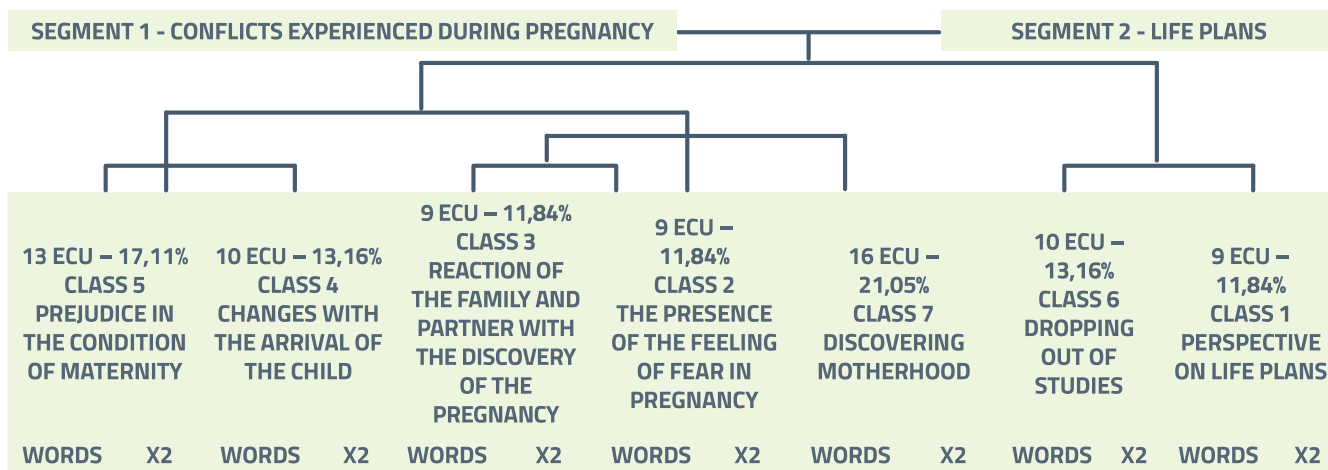 SEGMENT 1 - CONFLICTS EXPERIENCED DURING PREGNANCY
SEGMENT 2 - LIFE PLANS
13 ECU – 17,11%
CLASS 5
PREJUDICE IN
THE CONDITION
OF MATERNITY
WORDS X2
10 ECU – 13,16%
CLASS 4
CHANGES WITH
THE ARRIVAL OF
THE CHILD
WORDS X2
9 ECU – 11,84%
CLASS 3
REACTION OF
THE FAMILY AND
PARTNER WITH
THE DISCOVERY
OF THE
PREGNANCY
WORDS X2
9 ECU –
11,84%
CLASS 2
THE PRESENCE
OF THE FEELING
OF FEAR IN
PREGNANCY
WORDS X2
16 ECU –
21,05%
CLASS 7
DISCOVERING
MOTHERHOOD
WORDS X2
10 ECU –
13,16%
CLASS 6
DROPPING
OUT OF
STUDIES
WORDS X2
9 ECU –
11,84%
CLASS 1
PERSPECTIVE
ON LIFE PLANS
WORDS X2